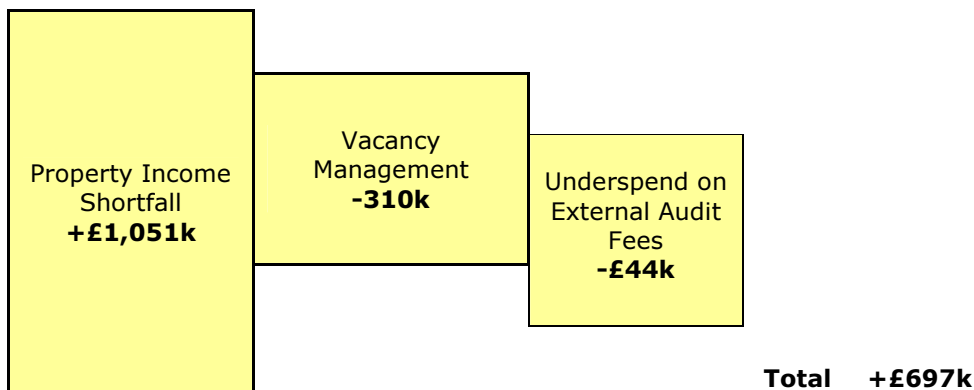 Property Income
Shortfall
+£1,051k
Vacancy
Management
-310k
Underspend on
External Audit
Fees
-£44k
Total +£697k